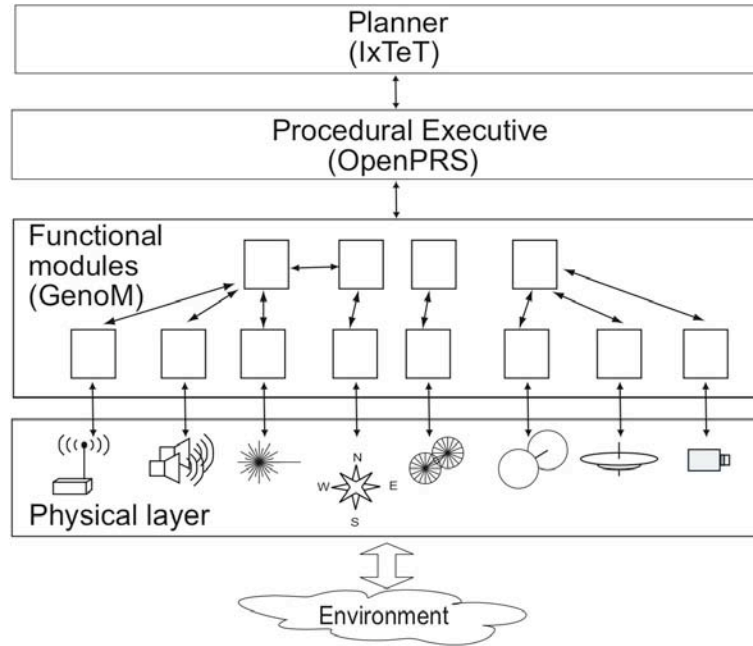 Planner
(IxTeT)
Procedural Executive
(OpenPRS)
Functional
modules
(GenoM)
N
W E
S
Physical layer
Environment